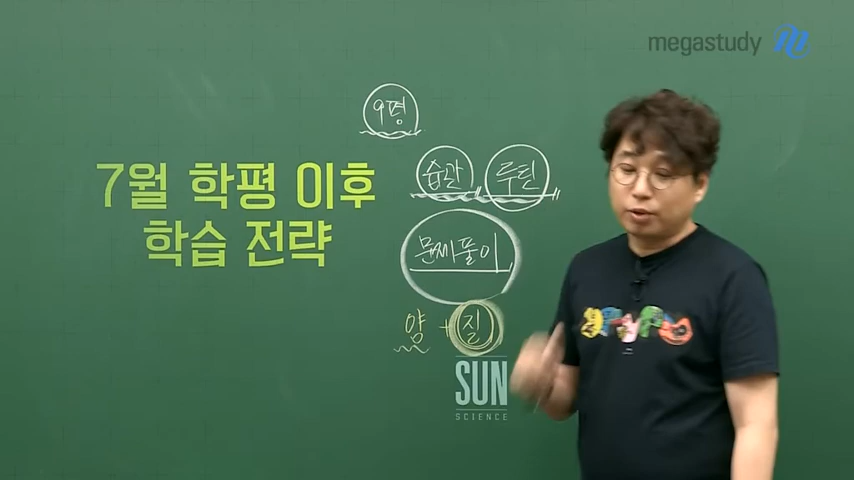 megastudy
9평
7월 학평 이후
학습 전략
습관 루틴
문제풀이
양 + 질
SUN
SCIENCE